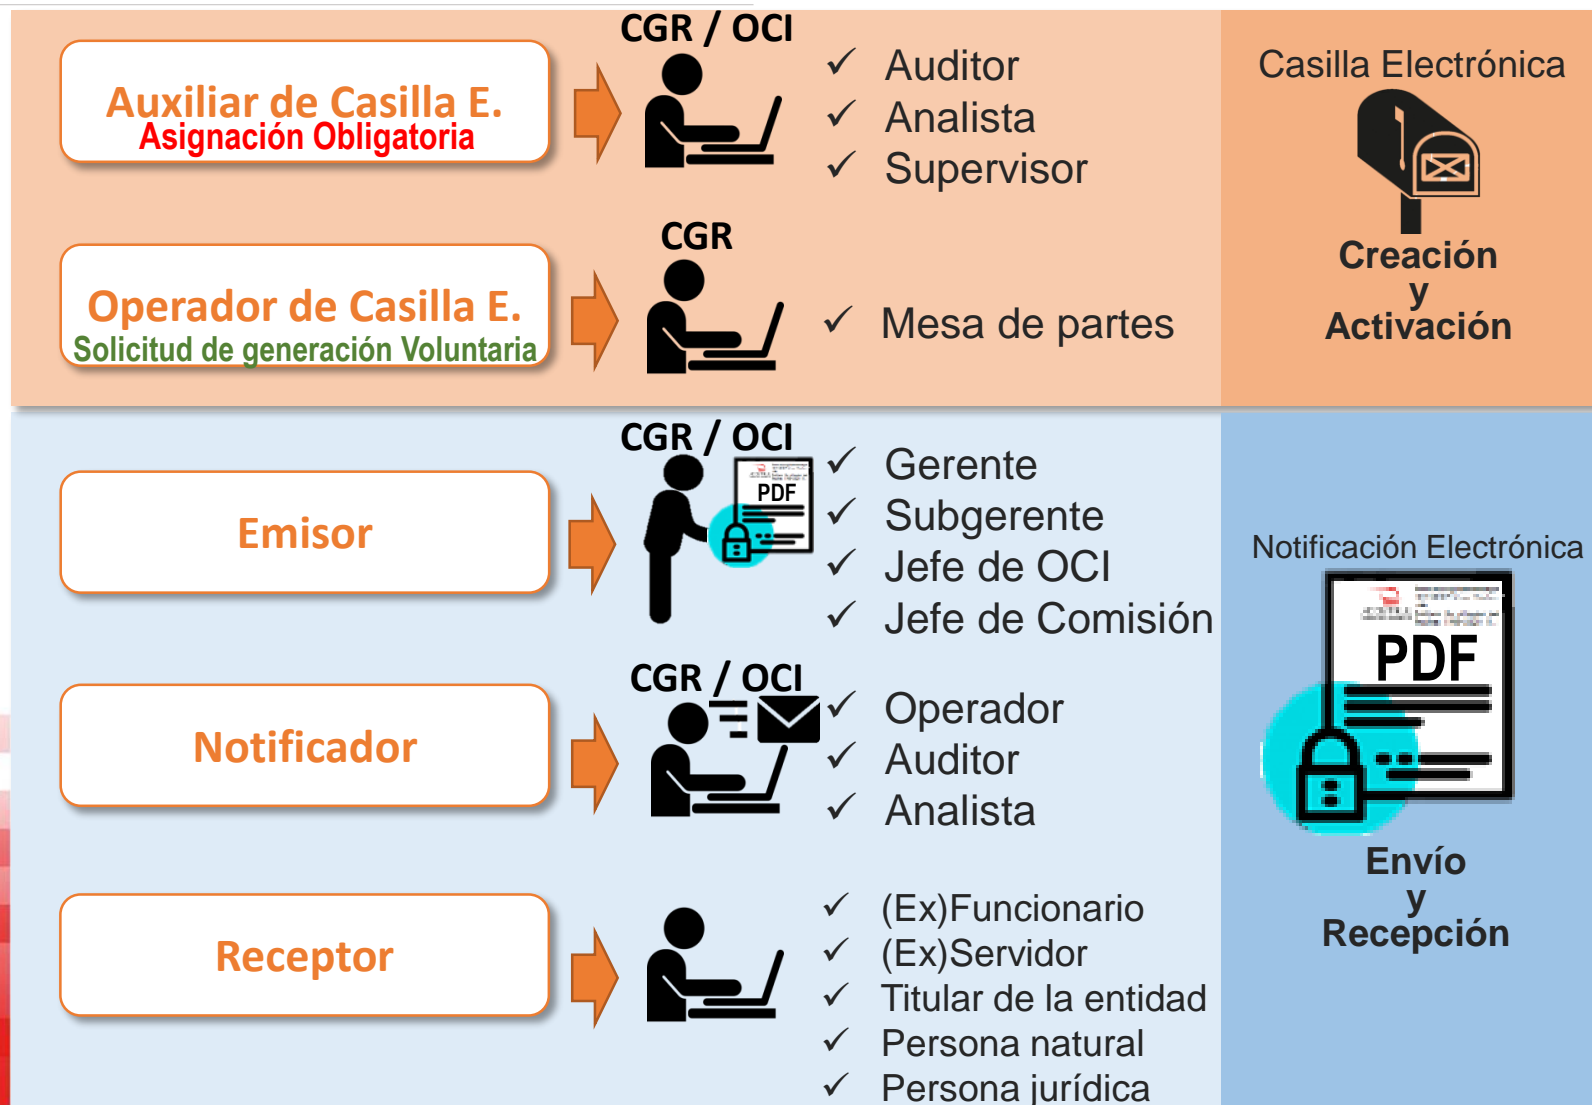 CGR / OCI
Auxiliar de Casilla E.
Asignación Obligatoria
✓ Auditor
✓ Analista
✓ Supervisor
Casilla Electrónica
Creación
y
Activación
CGR
Operador de Casilla E.
Solicitud de generación Voluntaria
✓ Mesa de partes
CGR / OCI
Emisor
PDF
✓ Gerente
✓ Subgerente
✓ Jefe de OCI
✓ Jefe de Comisión
Notificación Electrónica
PDF
Envío
y
Recepción
CGR / OCI
Notificador
✓ Operador
✓ Auditor
✓ Analista
Receptor
✓ (Ex)Funcionario
✓ (Ex)Servidor
✓ Titular de la entidad
✓ Persona natural
✓ Persona jurídica